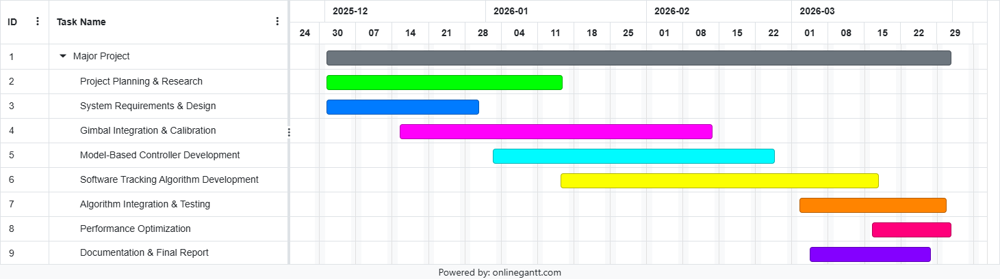 2025-12 2026-01 2026-02 2026-03
ID Task Name
24 30 07 14 21 28 04 11 18 25 01 08 15 22 01 08 15 22 29
1 Major Project
2 Project Planning & Research
3 System Requirements & Design
4 Gimbal Integration & Calibration
5 Model-Based Controller Development
6 Software Tracking Algorithm Development
7 Algorithm Integration & Testing
8 Performance Optimization
9 Documentation & Final Report
Powered by: onlinegantt.com